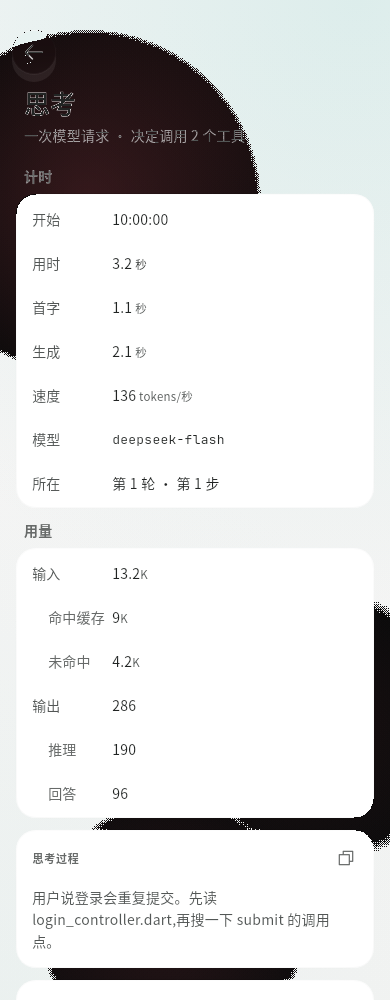 思考
一次模型请求 · 决定调用 2 个工具
计时
开始 10:00:00
用时 3.2 秒
首字 1.1 秒
生成 2.1 秒
速度 136 tokens/秒
模型 deepseek-flash
所在 第 1 轮 · 第 1 步
用量
输入 13.2K
命中缓存 9K
未命中 4.2K
输出 286
推理 190
回答 96
思考过程
用户说登录会重复提交。先读
login_controller.dart,再搜一下 submit 的调用
点。